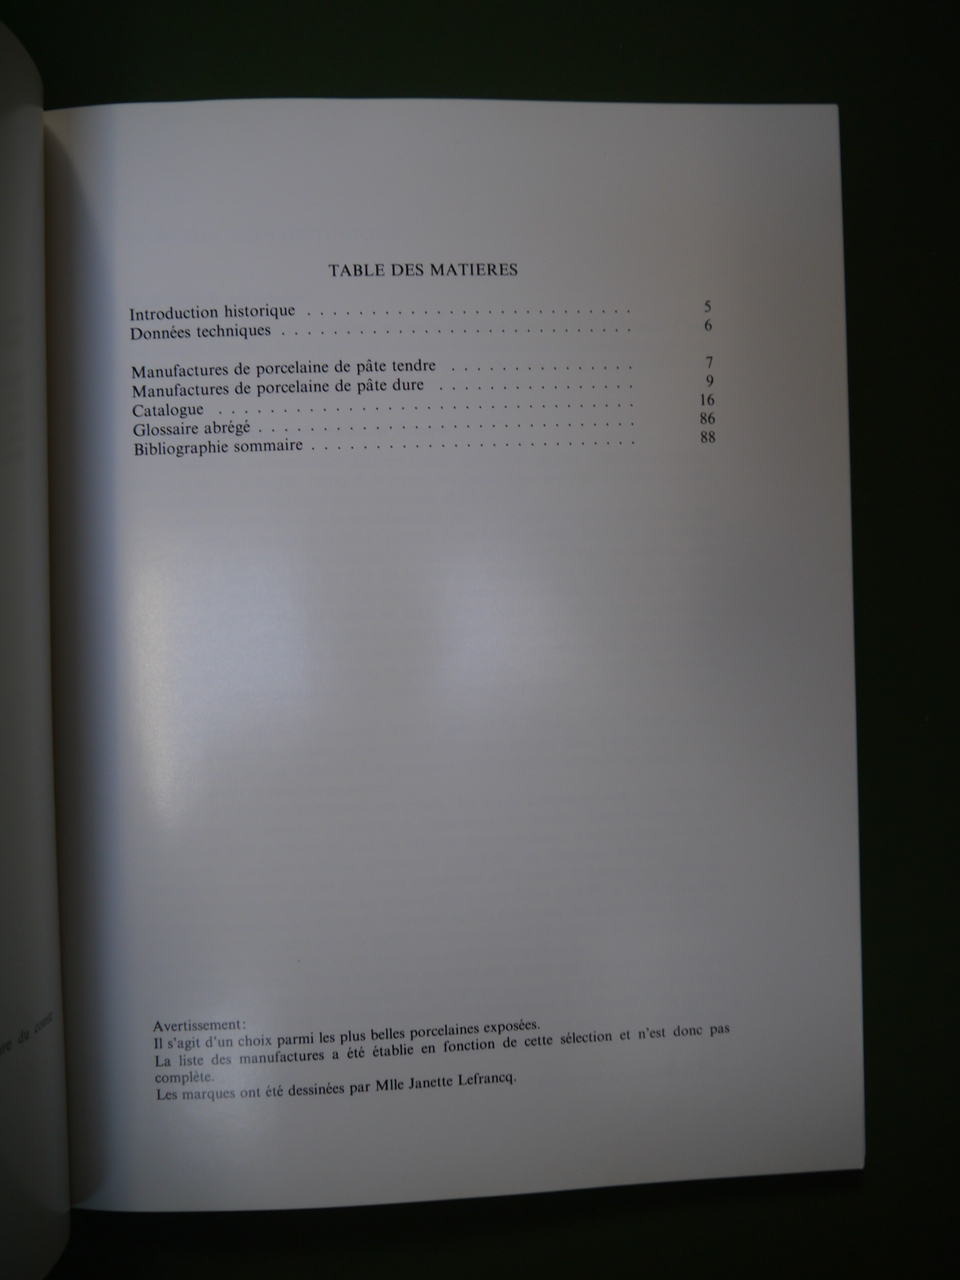 TABLE DES MATIERES
Introduction historique . . . . . . . . . . . . . . . . . . . . . . . . . . 5
Données techniques . . . . . . . . . . . . . . . . . . . . . . . . . . . . 6
Manufactures de porcelaine de pâte tendre . . . . . . . . . . . . . . . 7
Manufactures de porcelaine de pâte dure . . . . . . . . . . . . . . . . 9
Catalogue . . . . . . . . . . . . . . . . . . . . . . . . . . . . . . . . . 16
Glossaire abrégé . . . . . . . . . . . . . . . . . . . . . . . . . . . . . . 86
Bibliographie sommaire . . . . . . . . . . . . . . . . . . . . . . . . . . 88
Avertissement:
Il s'agit d'un choix parmi les plus belles porcelaines exposées.
La liste des manufactures a été établie en fonction de cette sélection et n'est donc pas
complète.
Les marques ont été dessinées par Mlle Janette Lefrancq.
du